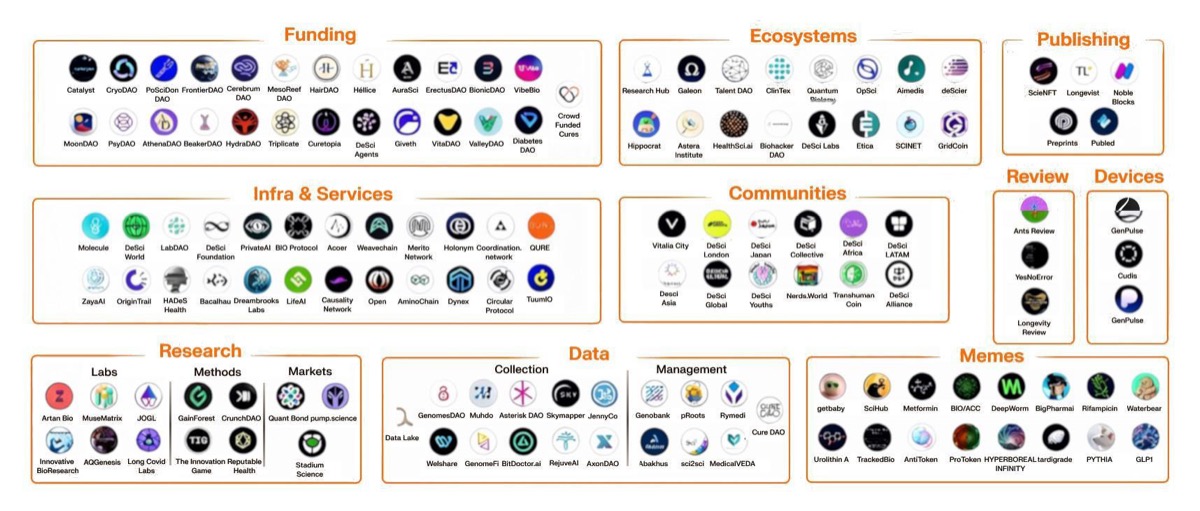 Funding
Catalyst
CryoDAO
PoSciDon
DAO
FrontierDAO
Cerebrum
DAO
MesoReef
DAO
HairDAO
Héllice
AuraSci
ErectusDAO
BionicDAO
VibeBio
Crowd
Funded
Cures
MoonDAO
PsyDAO
AthenaDAO
BeakerDAO
HydraDAO
Triplicate
Curetopia
DeSci
Agents
Giveth
VitaDAO
ValleyDAO
Diabetes
DAO
Ecosystems
Research Hub
Galeon
Talent DAO
ClinTex
Quantum
Biology
OpSci
Aimedis
deScier
Hippocrat
Astera
Institute
HealthSci.ai
Biohacker
DAO
DeSci Labs
Etica
SCINET
GridCoin
Publishing
ScieNFT
Longevist
Noble
Blocks
Preprints
Publed
Infra & Services
Molecule
DeSci
World
LabDAO
DeSci
Foundation
PrivateAI
BIO Protocol
Acoer
Weavechain
Merito
Network
Holonym
Coordination.
network
QURE
ZayaAI
OriginTrail
HADeS
Health
Bacalhau
Dreambrooks
Labs
LifeAI
Causality
Network
Open
AminoChain
Dynex
Circular
Protocol
TuumIO
Communities
Vitalia City
DeSci
London
DeSci
Japan
DeSci
Collective
DeSci
Africa
DeSci
LATAM
Desci
Asia
DeSci
Global
DeSci
Youths
Nerds.World
Transhuman
Coin
DeSci
Alliance
Review
Ants Review
YesNoError
Longevity
Review
Devices
GenPulse
Cudis
GenPulse
Research
Labs
Artan Bio
MuseMatrix
JOGL
Innovative
BioResearch
AQGenesis
Long Covid
Labs
Methods
GainForest
CrunchDAO
TIG
The Innovation
Game
Reputable
Health
Markets
Quant Bond
pump.science
Stadium
Science
Data
Collection
Data Lake
GenomesDAO
Muhdo
Asterisk DAO
SKY
Skymapper
JennyCo
Welshare
GenomeFi
BitDoctor.ai
RejuveAI
AxonDAO
Management
Genobank
pRoots
Rymedi
Cure DAO
Abakhus
sci2sci
MedicalVEDA
Memes
getbaby
SciHub
Metformin
BIO/ACC
DeepWorm
BigPharmai
Rifampicin
Waterbear
Urolithin A
TrackedBio
AntiToken
ProToken
HYPERBOREAL
INFINITY
tardigrade
PYTHIA
GLP1